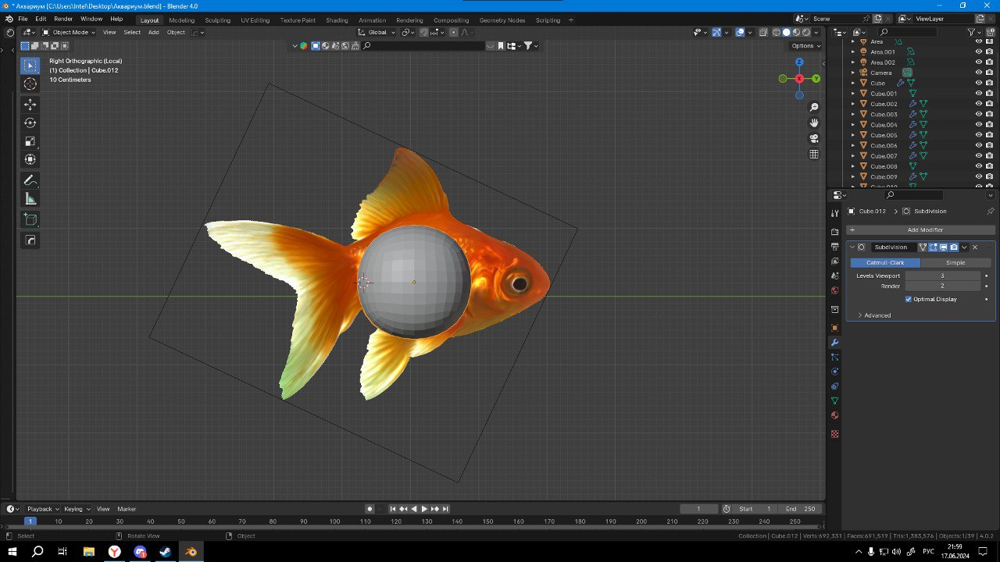 * Аквариум [C:\Users\Intel\Desktop\Аквариум.blend] - Blender 4.0
File Edit Render Window Help Layout Modeling Sculpting UV Editing Texture Paint Shading Animation Rendering Compositing Geometry Nodes Scripting + Scene ViewLayer
Object Mode View Select Add Object Global
Options
Right Orthographic (Local)
(1) Collection | Cube.012
10 Centimeters
Z
X
Y
Area
Area.001
Area.002
Camera
Cube
Cube.001
Cube.002
Cube.003
Cube.004
Cube.005
Cube.006
Cube.007
Cube.008
Cube.009
Cube.010
Cube.012 > Subdivision
+ Add Modifier
Subdivision
Catmull-Clark Simple
Levels Viewport 3
Render 2
Optimal Display
Advanced
Playback Keying View Marker 1 Start 1 End 250
1 10 20 30 40 50 60 70 80 90 100 110 120 130 140 150 160 170 180 190 200 210 220 230 240 250
Select Rotate View Object Collection | Cube.012 | Verts:692,331 | Faces:691,519 | Tris:1,383,576 | Objects:1/39 | 4.0.2
РУС
21:59
17.06.2024